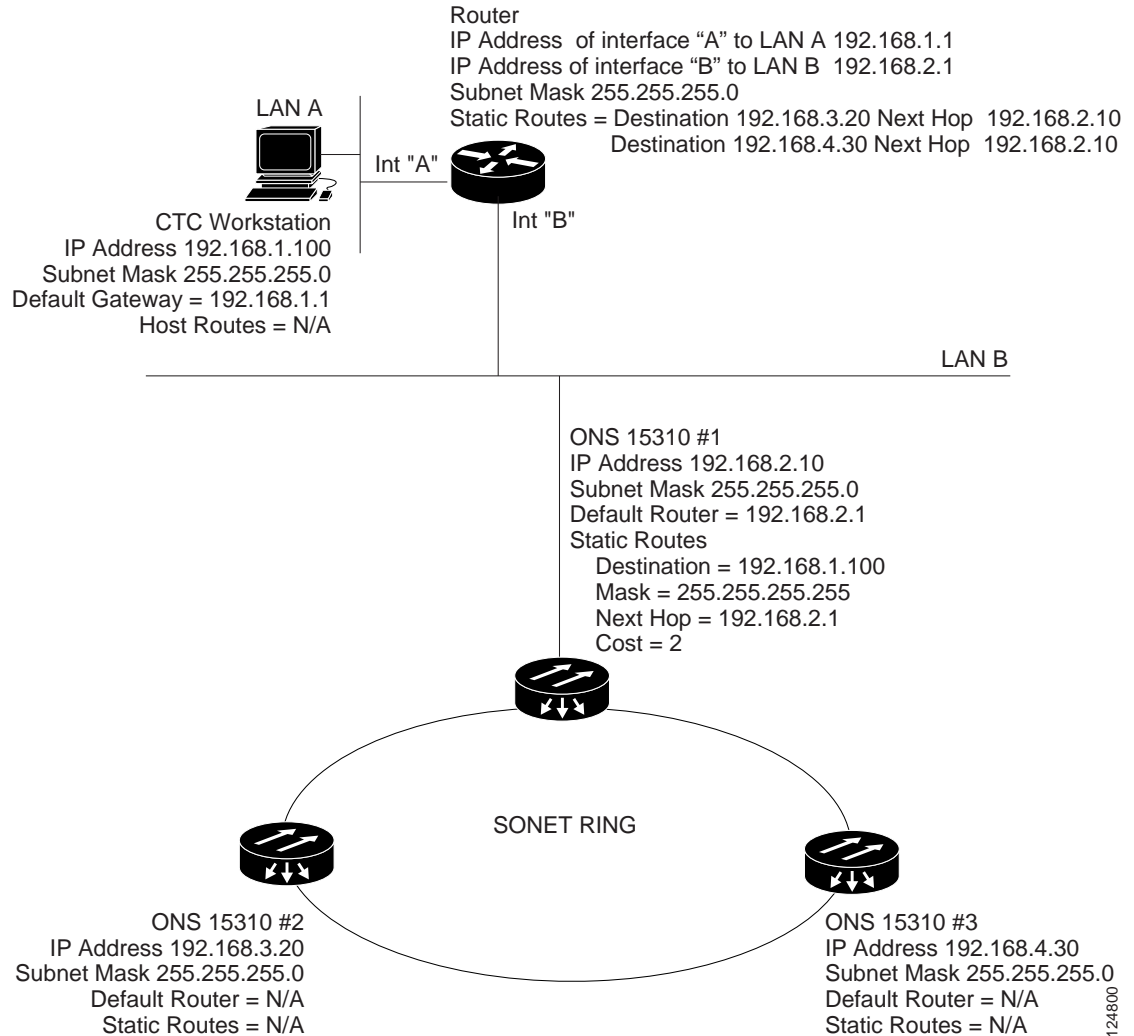 Router
IP Address of interface “A” to LAN A 192.168.1.1
IP Address of interface “B” to LAN B 192.168.2.1
Subnet Mask 255.255.255.0
Static Routes = Destination 192.168.3.20 Next Hop 192.168.2.10
Destination 192.168.4.30 Next Hop 192.168.2.10
LAN A
Int "A"
Int "B"
CTC Workstation
IP Address 192.168.1.100
Subnet Mask 255.255.255.0
Default Gateway = 192.168.1.1
Host Routes = N/A
LAN B
ONS 15310 #1
IP Address 192.168.2.10
Subnet Mask 255.255.255.0
Default Router = 192.168.2.1
Static Routes
Destination = 192.168.1.100
Mask = 255.255.255.255
Next Hop = 192.168.2.1
Cost = 2
SONET RING
ONS 15310 #2
IP Address 192.168.3.20
Subnet Mask 255.255.255.0
Default Router = N/A
Static Routes = N/A
ONS 15310 #3
IP Address 192.168.4.30
Subnet Mask 255.255.255.0
Default Router = N/A
Static Routes = N/A
124800